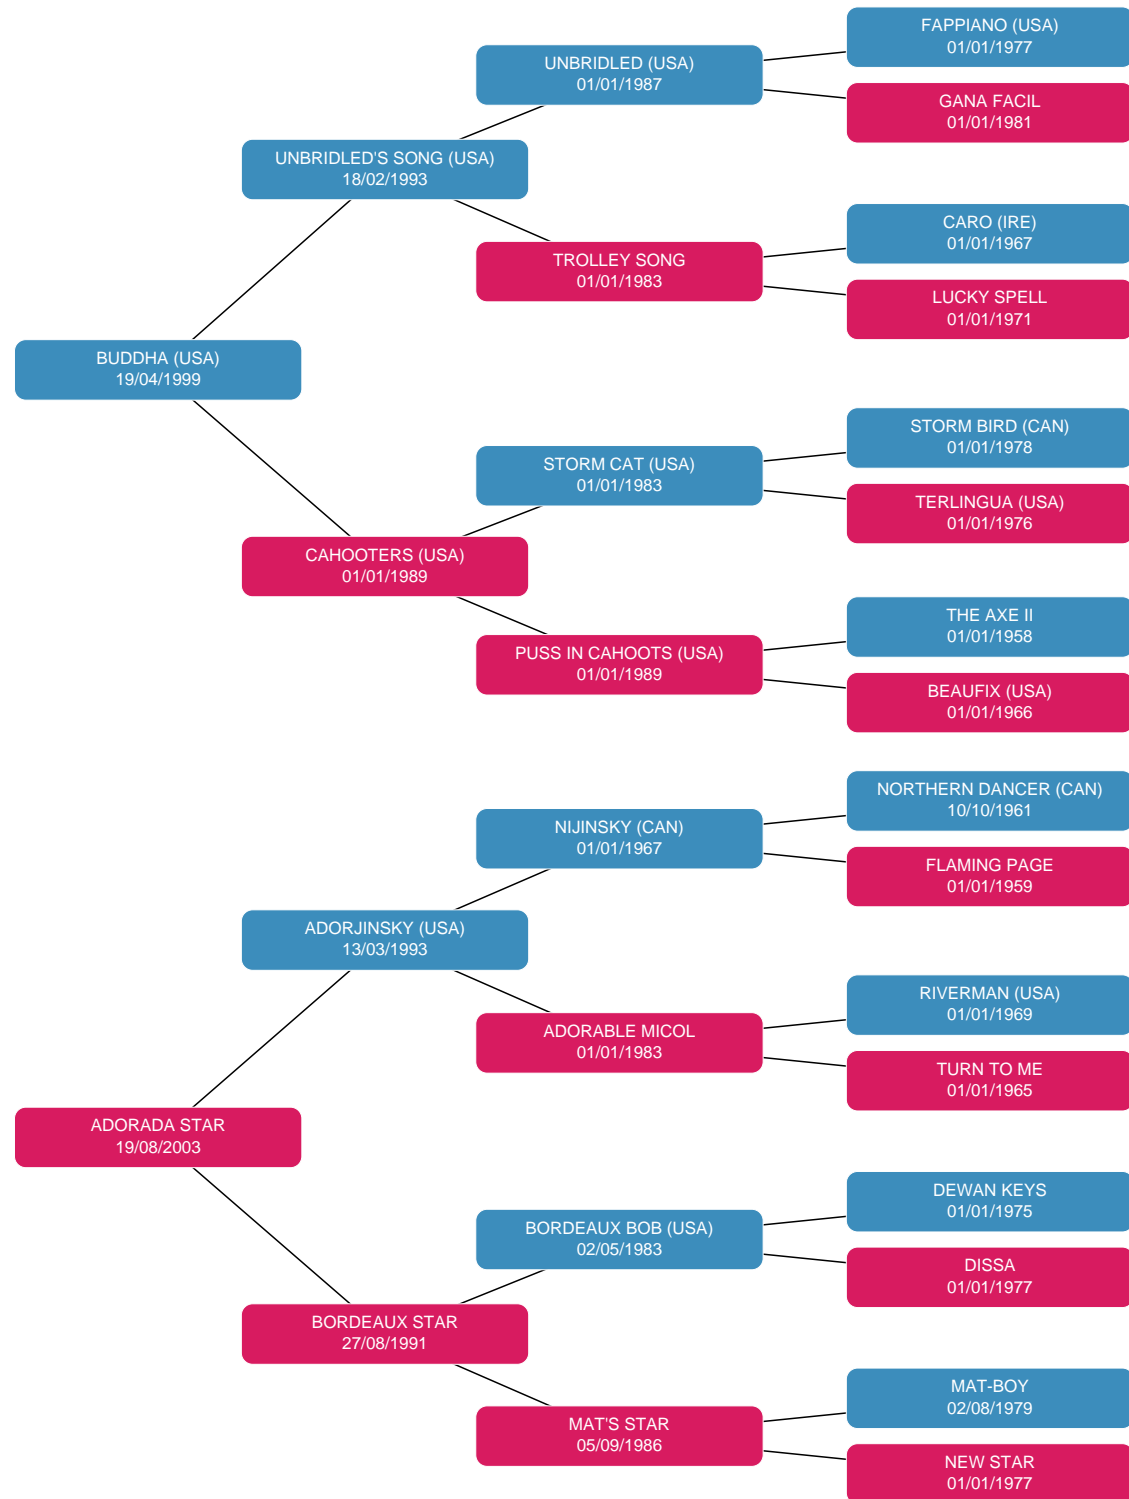 FAPPIANO (USA)
01/01/1977
UNBRIDLED (USA)
01/01/1987
GANA FACIL
01/01/1981
UNBRIDLED'S SONG (USA)
18/02/1993
CARO (IRE)
01/01/1967
TROLLEY SONG
01/01/1983
LUCKY SPELL
01/01/1971
BUDDHA (USA)
19/04/1999
STORM BIRD (CAN)
01/01/1978
STORM CAT (USA)
01/01/1983
TERLINGUA (USA)
01/01/1976
CAHOOTERS (USA)
01/01/1989
THE AXE II
01/01/1958
PUSS IN CAHOOTS (USA)
01/01/1989
BEAUFIX (USA)
01/01/1966
NORTHERN DANCER (CAN)
10/10/1961
NIJINSKY (CAN)
01/01/1967
FLAMING PAGE
01/01/1959
ADORJINSKY (USA)
13/03/1993
RIVERMAN (USA)
01/01/1969
ADORABLE MICOL
01/01/1983
TURN TO ME
01/01/1965
ADORADA STAR
19/08/2003
DEWAN KEYS
01/01/1975
BORDEAUX BOB (USA)
02/05/1983
DISSA
01/01/1977
BORDEAUX STAR
27/08/1991
MAT-BOY
02/08/1979
MAT'S STAR
05/09/1986
NEW STAR
01/01/1977